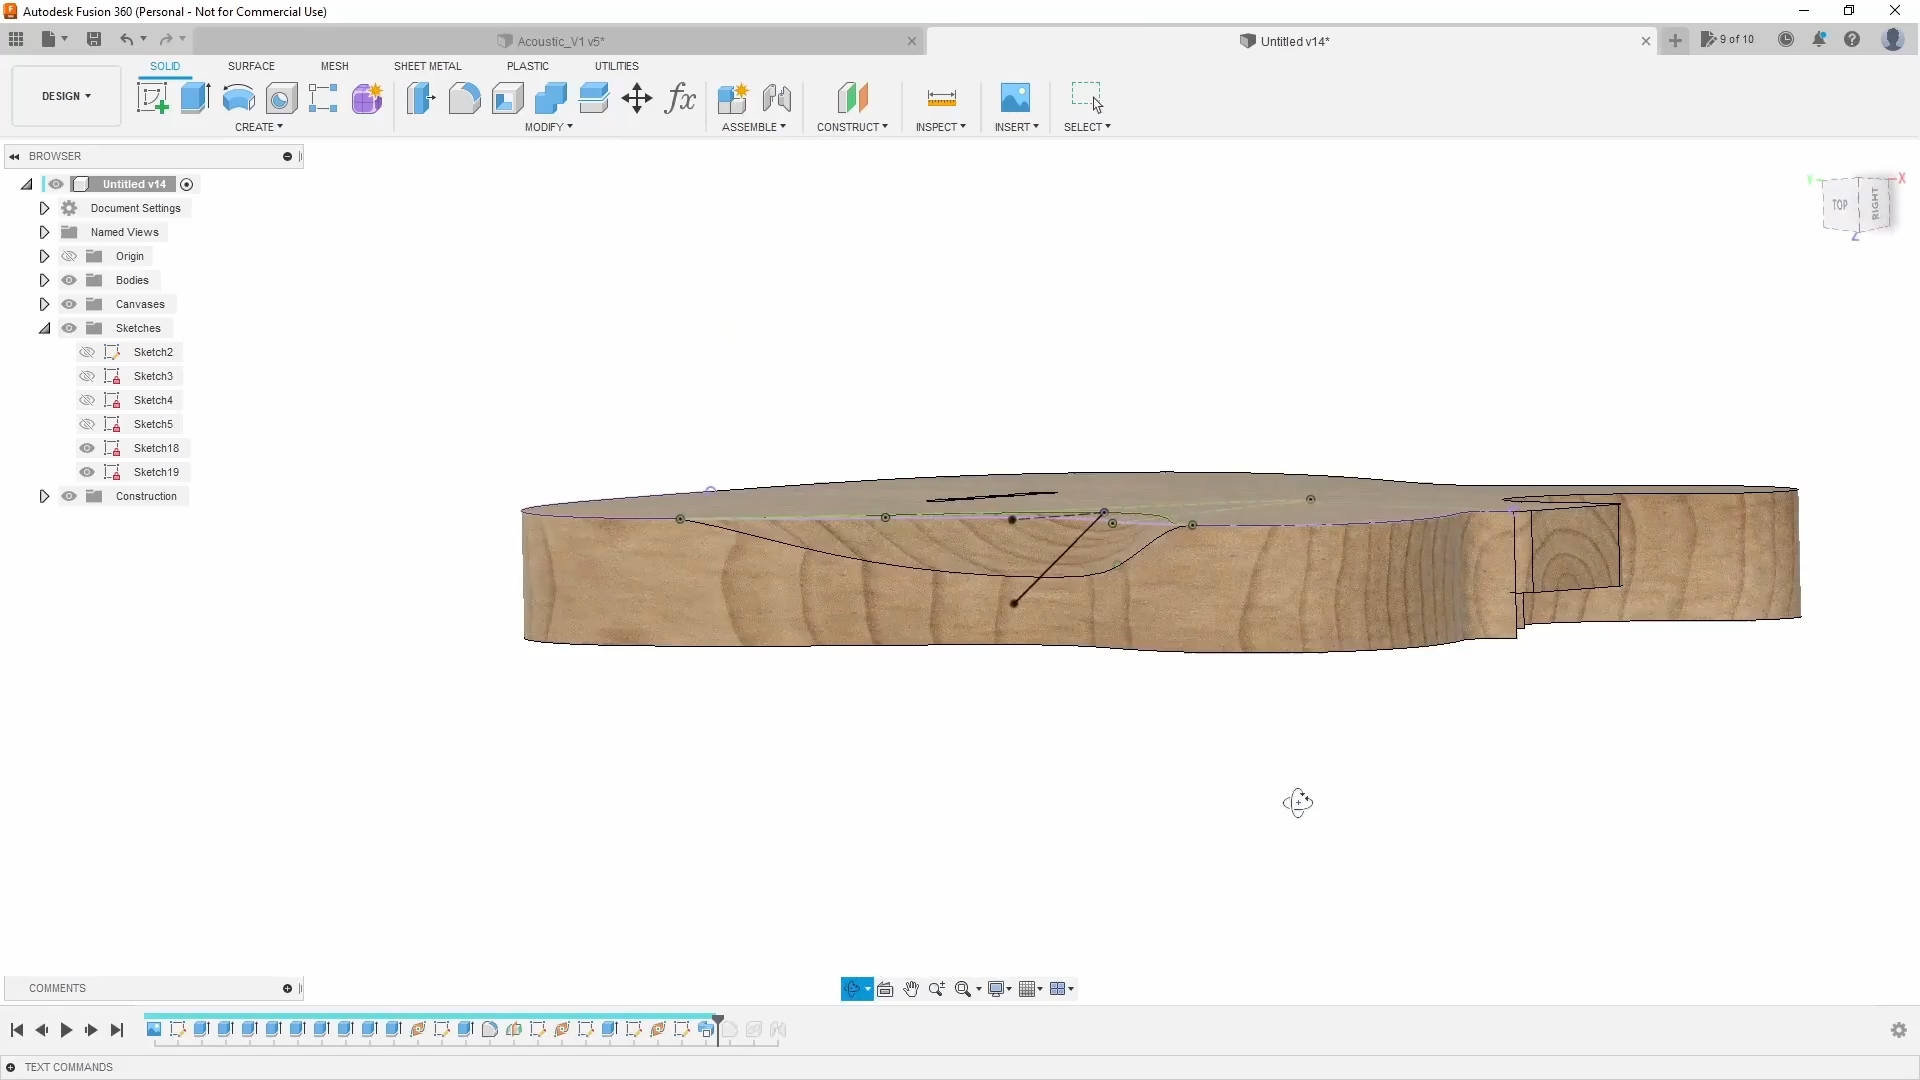 Autodesk Fusion 360 (Personal - Not for Commercial Use)
Acoustic_V1 v5*
Untitled v14*
9 of 10
DESIGN
SOLID
SURFACE
MESH
SHEET METAL
PLASTIC
UTILITIES
CREATE
MODIFY
ASSEMBLE
CONSTRUCT
INSPECT
INSERT
SELECT
BROWSER
Untitled v14
Document Settings
Named Views
Origin
Bodies
Canvases
Sketches
Sketch2
Sketch3
Sketch4
Sketch5
Sketch18
Sketch19
Construction
Y
X
TOP
RIGHT
Z
COMMENTS
TEXT COMMANDS